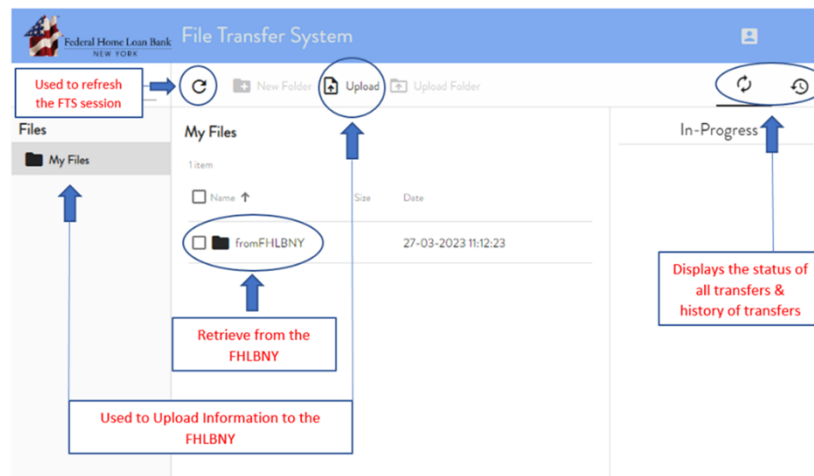 Federal Home Loan Bank
NEW YORK
File Transfer System
Used to refresh
the FTS session
New Folder
Upload
Upload Folder
Files
My Files
My Files
1 item
Name
Size
Date
fromFHLBNY
27-03-2023 11:12:23
In-Progress
Displays the status of
all transfers &
history of transfers
Retrieve from the
FHLBNY
Used to Upload Information to the
FHLBNY